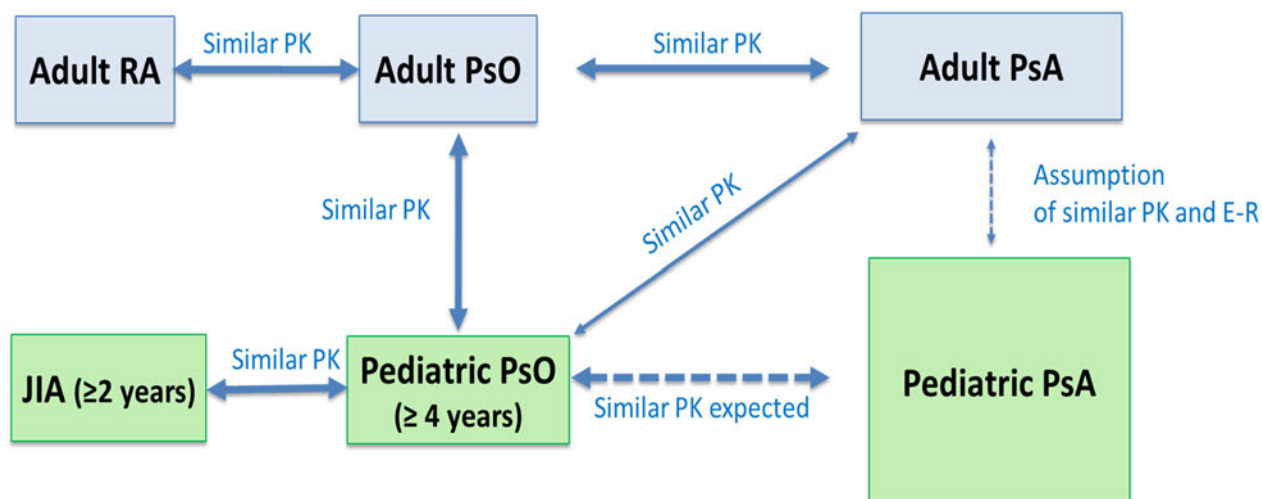 Similar PK
Similar PK
Adult RA
Adult PsO
Adult PsA
Similar PK
Similar PK
Assumption
of similar PK and E-R
JIA (≥2 years)
Similar PK
Pediatric PsO
(≥ 4 years)
Similar PK expected
Pediatric PsA